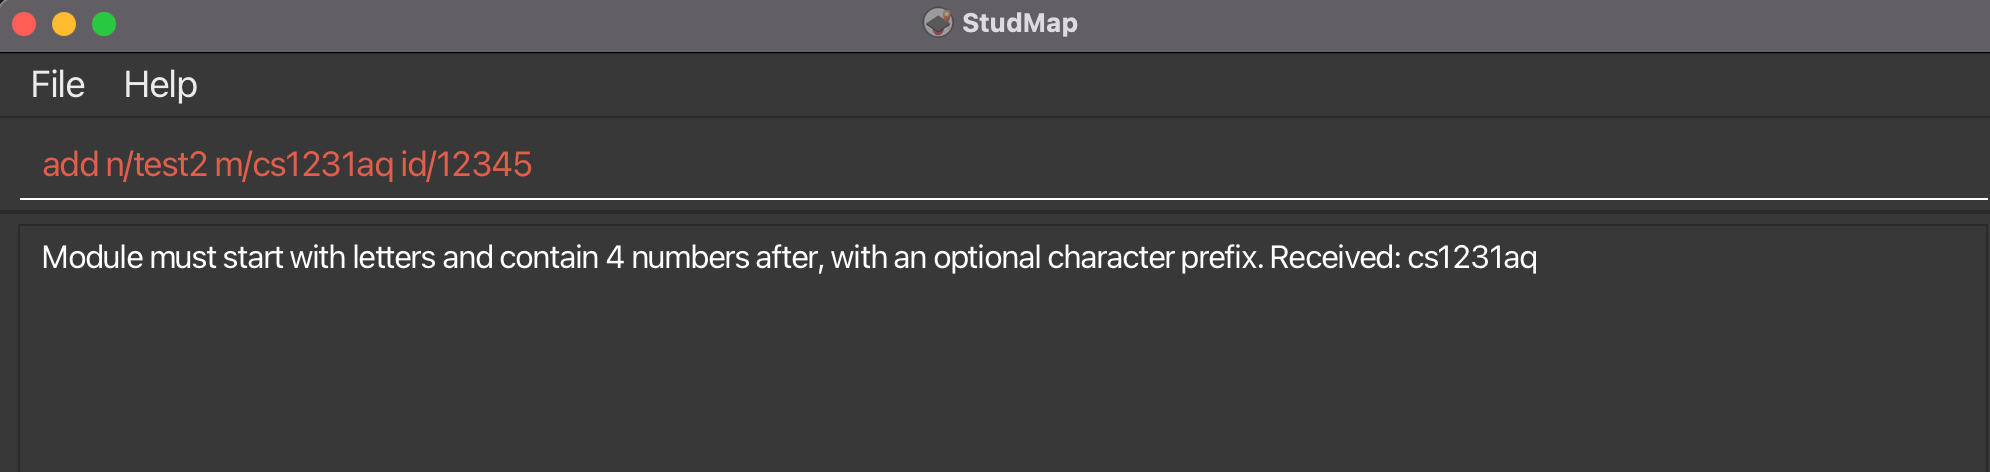 StudMap
File Help
add n/test2 m/cs1231aq id/12345
Module must start with letters and contain 4 numbers after, with an optional character prefix. Received: cs1231aq